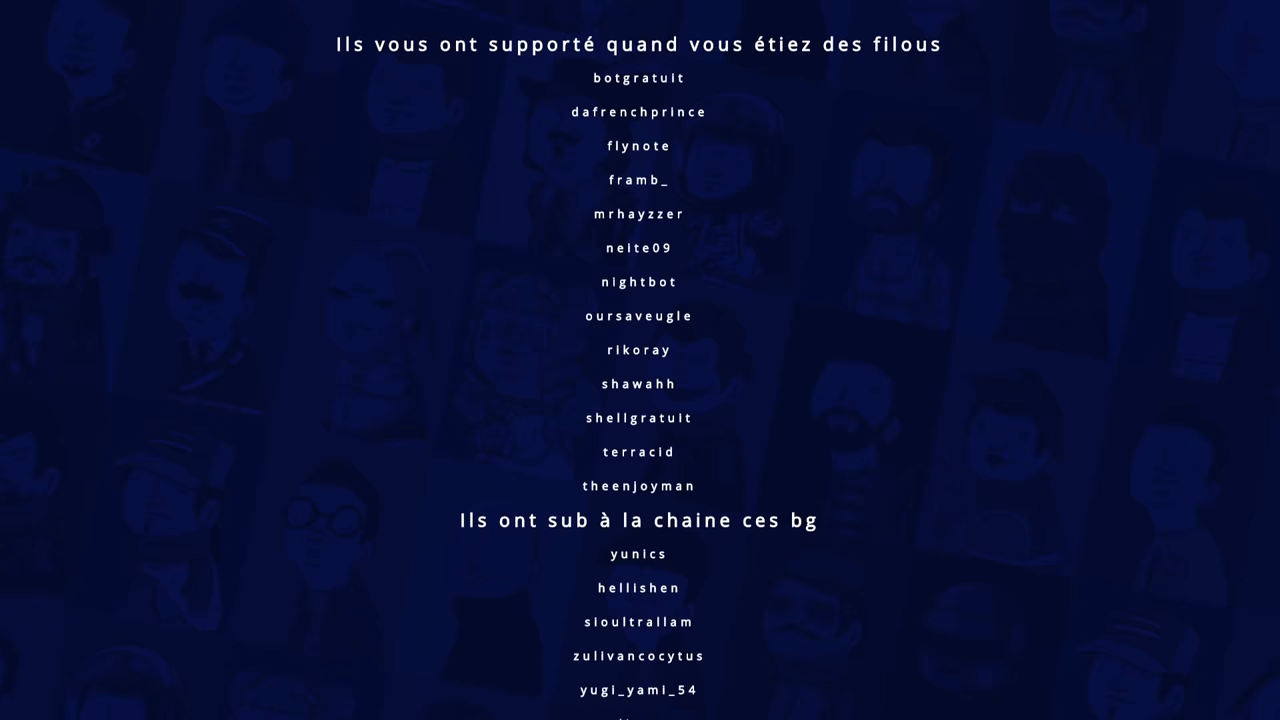 Ils vous ont supporté quand vous étiez des filous
botgratuit
dafrenchprince
flynote
framb_
mrhayzzer
neite09
nightbot
oursaveugle
rikoray
shawahh
shellgratuit
terracid
theenjoyman
Ils ont sub à la chaine ces bg
yunics
hellishen
sioultrallam
zulivancocytus
yugi_yami_54